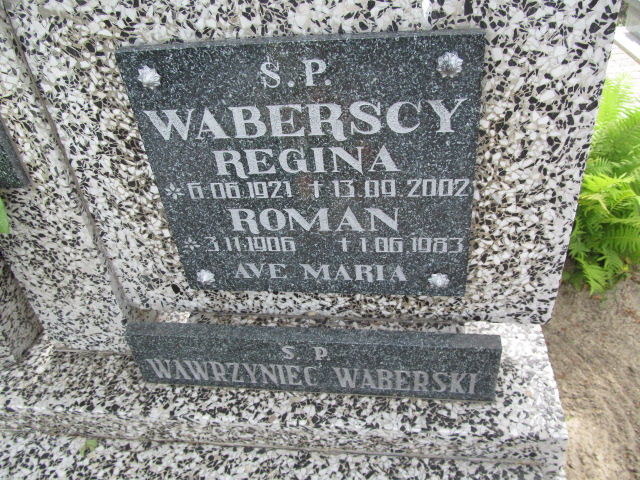 S.P.
WABERSCY
REGINA
* 6.06.1921 + 13.09.2002
ROMAN
* 3.11.1906 + 1.06.1983
AVE MARIA
S P.
WAWRZYNIEC WABERSKI